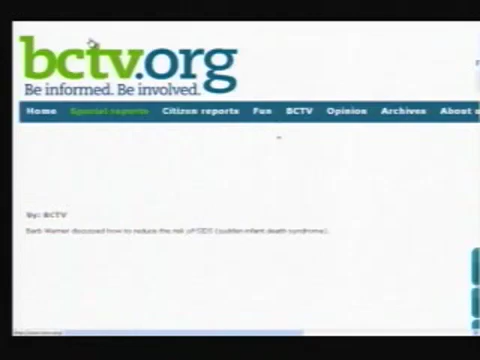 bctv.org
Be informed. Be involved.
Home Special reports Citizen reports Fun BCTV Opinion Archives About
By: BCTV
Barb Warner discussed how to reduce the risk of SIDS (sudden infant death syndrome).